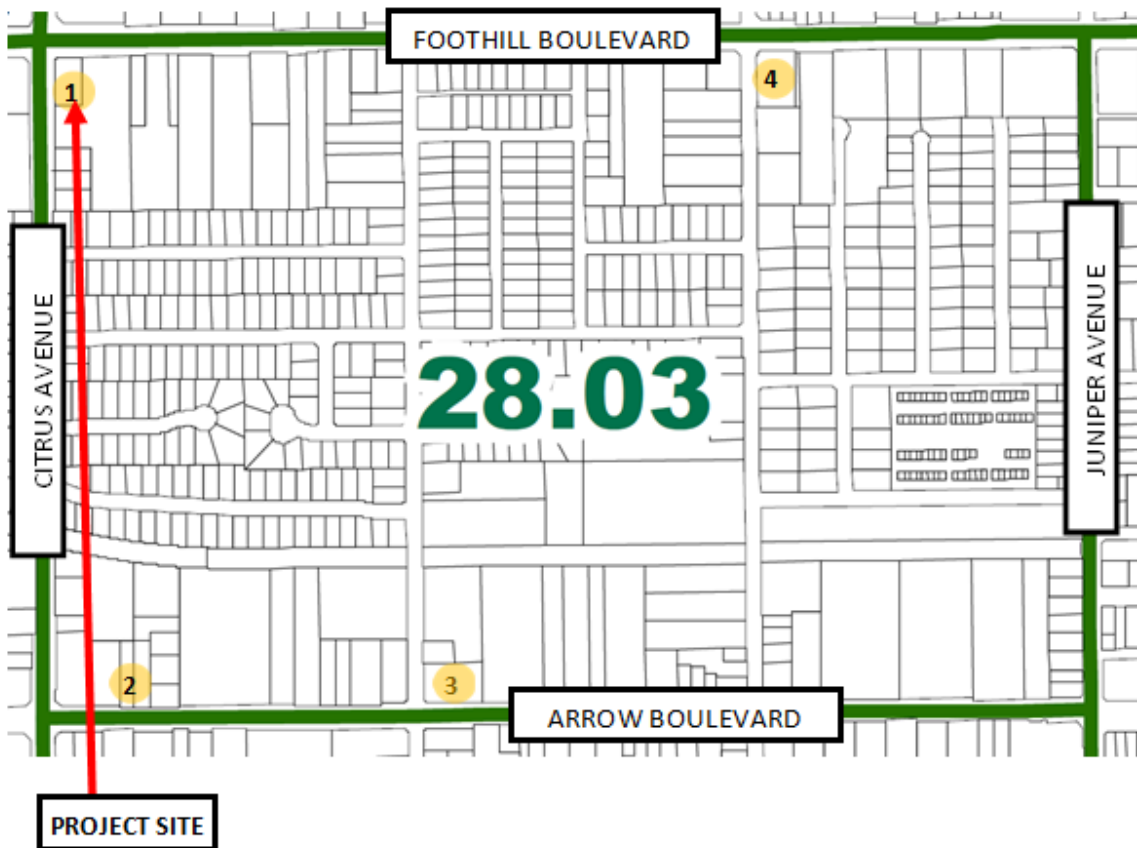 FOOTHILL BOULEVARD
1
4
CITRUS AVENUE
28.03
JUNIPER AVENUE
2
3
ARROW BOULEVARD
PROJECT SITE